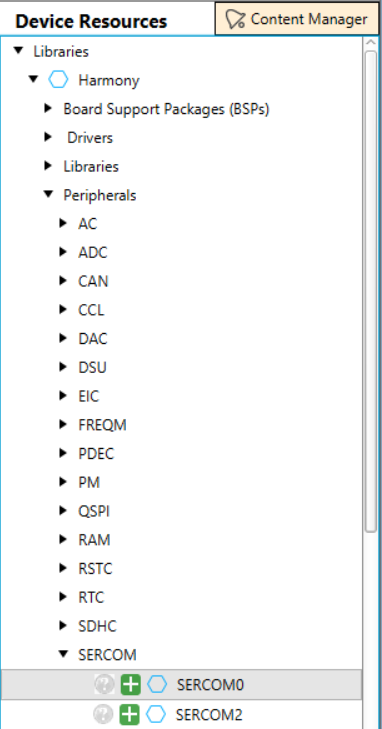 Device Resources
Content Manager
Libraries
Harmony
Board Support Packages (BSPs)
Drivers
Libraries
Peripherals
AC
ADC
CAN
CCL
DAC
DSU
EIC
FREQM
PDEC
PM
QSPI
RAM
RSTC
RTC
SDHC
SERCOM
SERCOM0
SERCOM2